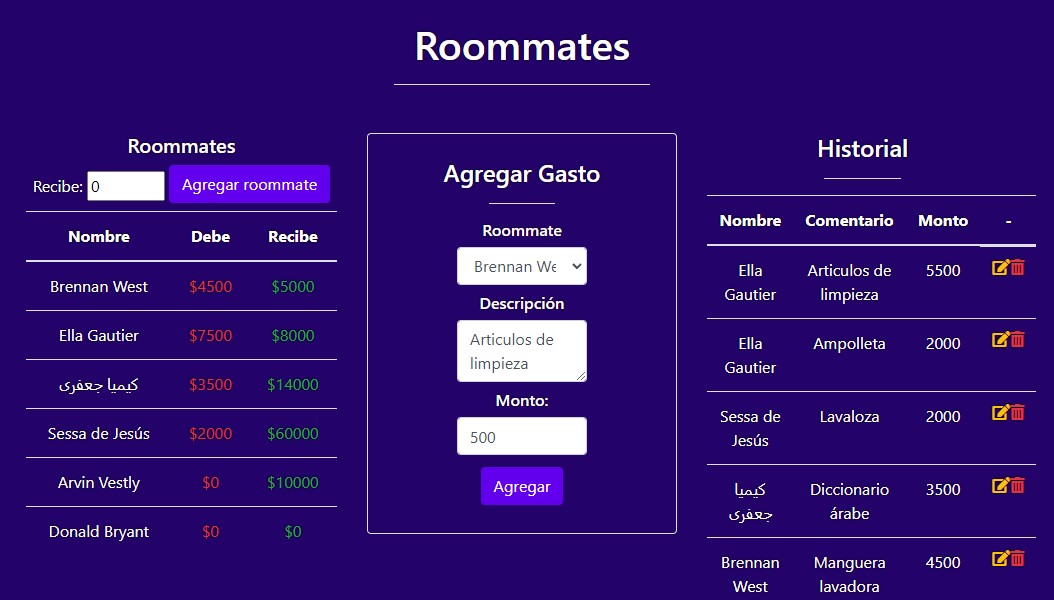 Roommates
Roommates
Recibe: 0 Agregar roommate
Nombre Debe Recibe
Brennan West $4500 $5000
Ella Gautier $7500 $8000
کیمیا جعفری $3500 $14000
Sessa de Jesús $2000 $60000
Arvin Vestly $0 $10000
Donald Bryant $0 $0
Agregar Gasto
Roommate
Brennan We
Descripción
Articulos de
limpieza
Monto:
500
Agregar
Historial
Nombre Comentario Monto -
Ella Articulos de 5500
Gautier limpieza
Ella Ampolleta 2000
Gautier
Sessa de Lavaloza 2000
Jesús
کیمیا Diccionario 3500
جعفری árabe
Brennan Manguera 4500
West lavadora